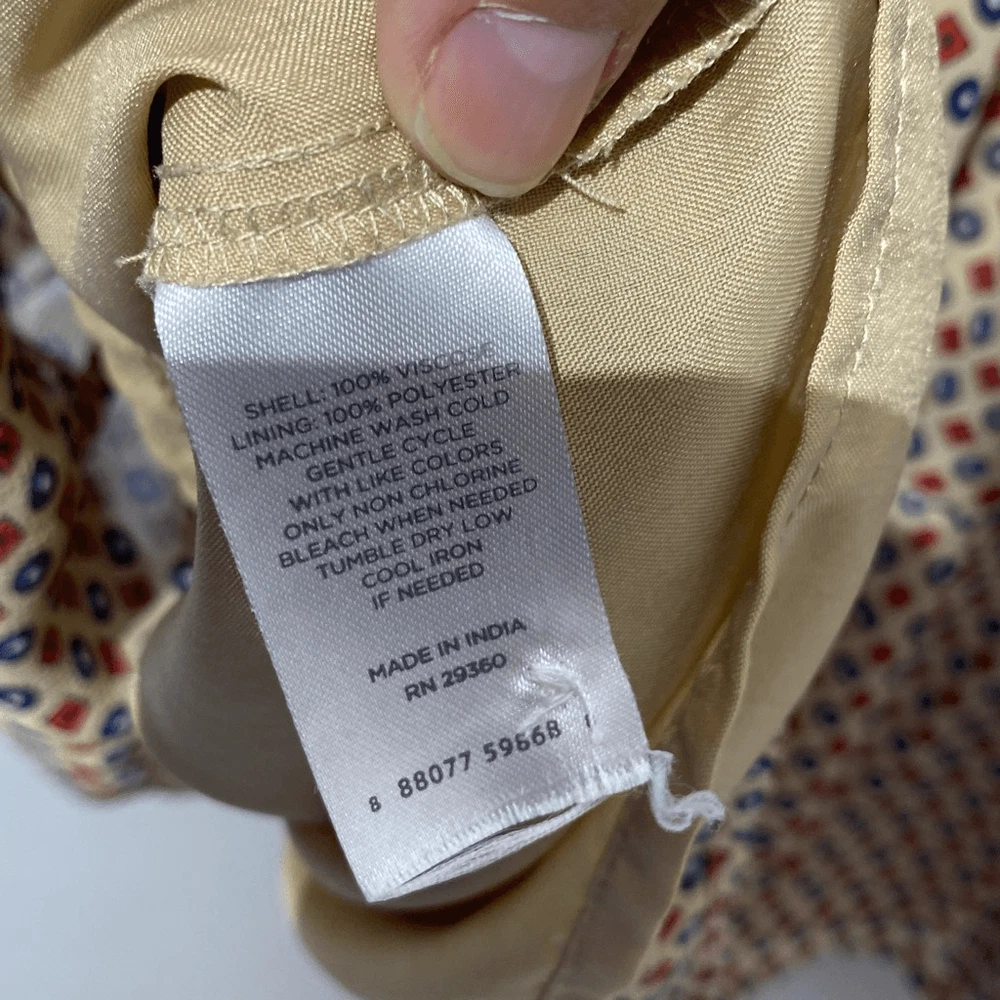 SHELL: 100% VISCOSE
LINING: 100% POLYESTER
MACHINE WASH COLD
GENTLE CYCLE
WITH LIKE COLORS
ONLY NON CHLORINE
BLEACH WHEN NEEDED
TUMBLE DRY LOW
COOL IRON
IF NEEDED
MADE IN INDIA
RN 29360
8 88077 59668